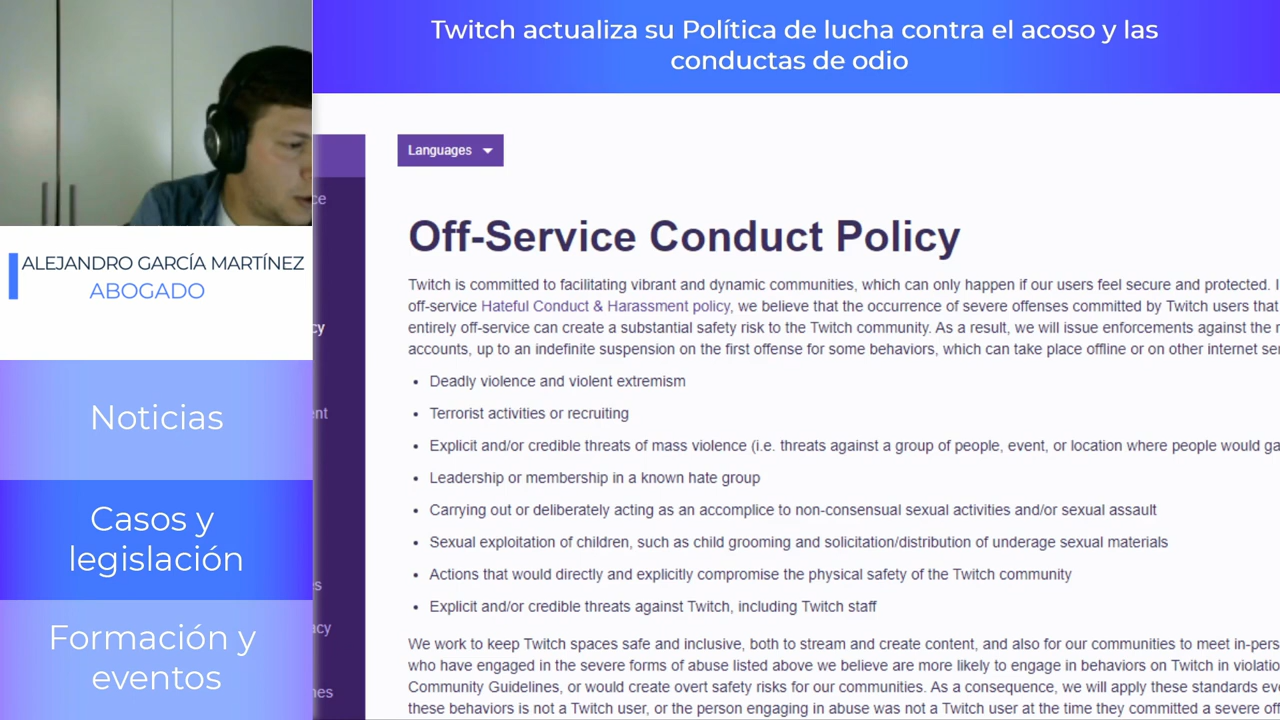 Twitch actualiza su Política de lucha contra el acoso y las
conductas de odio
ALEJANDRO GARCÍA MARTÍNEZ
ABOGADO
Noticias
Casos y
legislación
Formación y
eventos
Languages
Off-Service Conduct Policy
Twitch is committed to facilitating vibrant and dynamic communities, which can only happen if our users feel secure and protected.
off-service Hateful Conduct & Harassment policy, we believe that the occurrence of severe offenses committed by Twitch users that
entirely off-service can create a substantial safety risk to the Twitch community. As a result, we will issue enforcements against the
accounts, up to an indefinite suspension on the first offense for some behaviors, which can take place offline or on other internet
• Deadly violence and violent extremism
• Terrorist activities or recruiting
• Explicit and/or credible threats of mass violence (i.e. threats against a group of people, event, or location where people would
• Leadership or membership in a known hate group
• Carrying out or deliberately acting as an accomplice to non-consensual sexual activities and/or sexual assault
• Sexual exploitation of children, such as child grooming and solicitation/distribution of underage sexual materials
• Actions that would directly and explicitly compromise the physical safety of the Twitch community
• Explicit and/or credible threats against Twitch, including Twitch staff
We work to keep Twitch spaces safe and inclusive, both to stream and create content, and also for our communities to meet
who have engaged in the severe forms of abuse listed above we believe are more likely to engage in behaviors on Twitch in
Community Guidelines, or would create overt safety risks for our communities. As a consequence, we will apply these standards
these behaviors is not a Twitch user, or the person engaging in abuse was not a Twitch user at the time they committed a severe